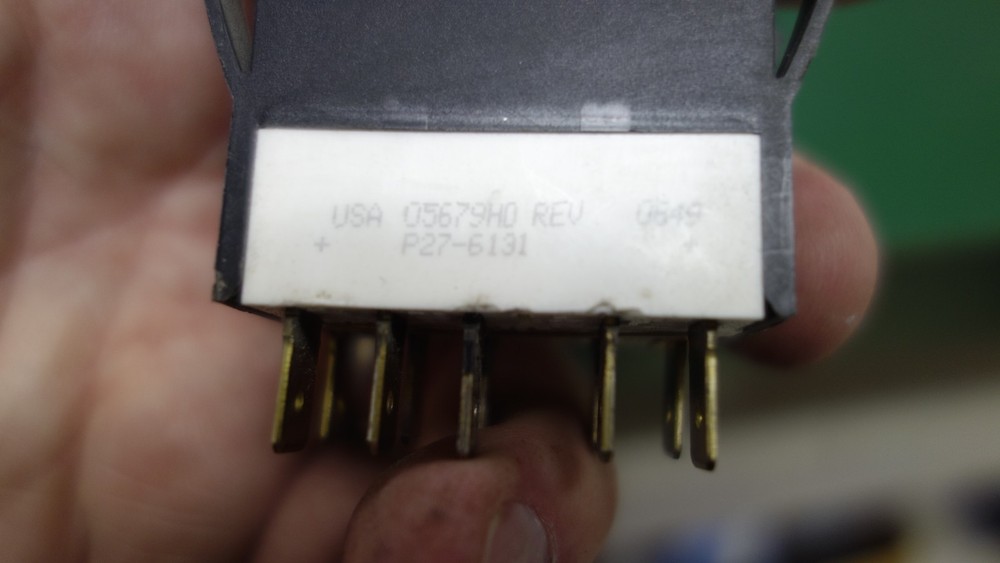 USA 05679HD REV 0649
+ P27-6131 +